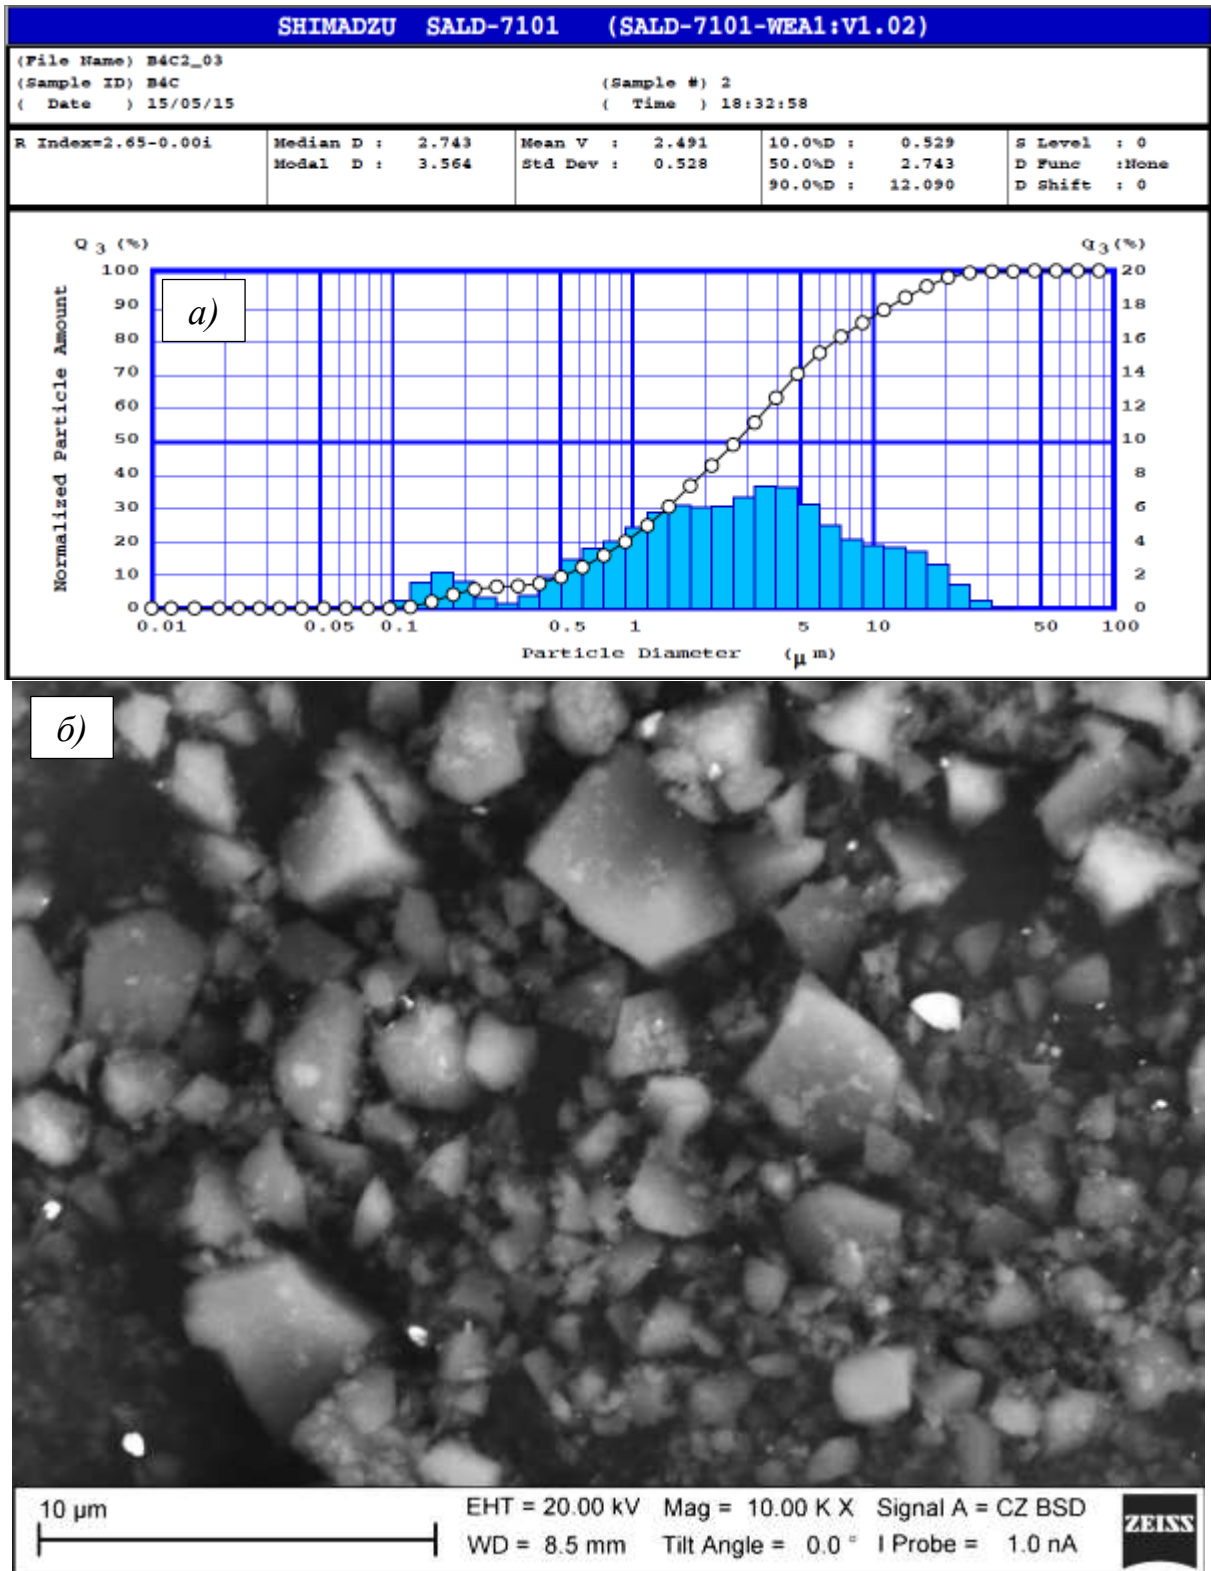 SHIMADZU SALD-7101 (SALD-7101-WEA1:V1.02)
(File Name) B4C2_03
(Sample ID) B4C (Sample #) 2
( Date ) 15/05/15 ( Time ) 18:32:58
R Index=2.65-0.00i Median D : 2.743 Mean V : 2.491 10.0%D : 0.529 S Level : 0
Modal D : 3.564 Std Dev : 0.528 50.0%D : 2.743 D Func :None
90.0%D : 12.090 D Shift : 0
Q 3 (%) q3(%)
а)
Normalized Particle Amount
100 20
90 18
80 16
70 14
60 12
50 10
40 8
30 6
20 4
10 2
0 0
0.01 0.05 0.1 0.5 1 5 10 50 100
Particle Diameter (μm)
б)
10 µm EHT = 20.00 kV Mag = 10.00 K X Signal A = CZ BSD
WD = 8.5 mm Tilt Angle = 0.0 ° I Probe = 1.0 nA
ZEISS